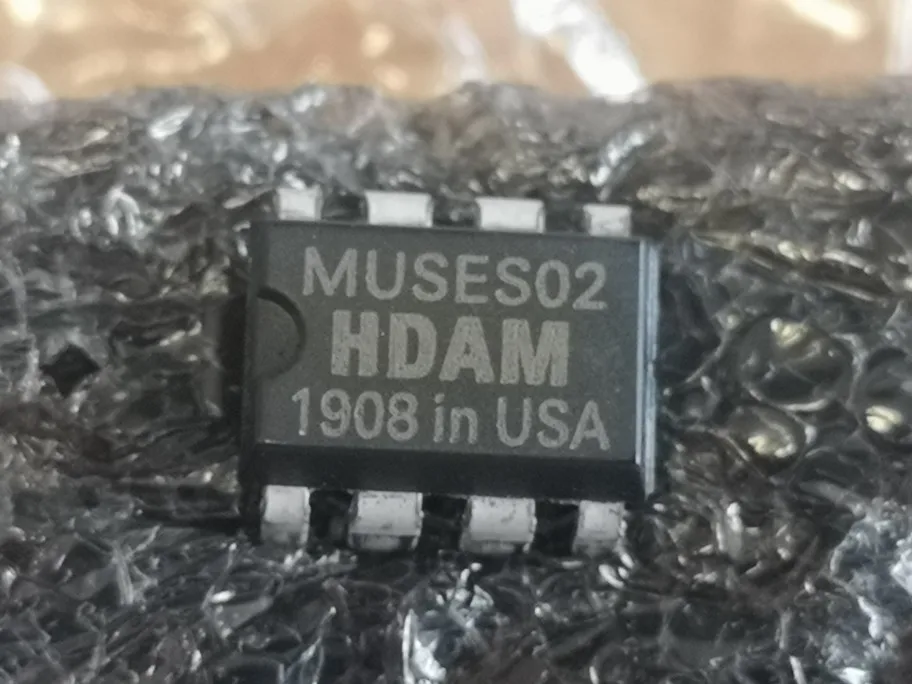 MUSES02
HDAM
1908 in USA